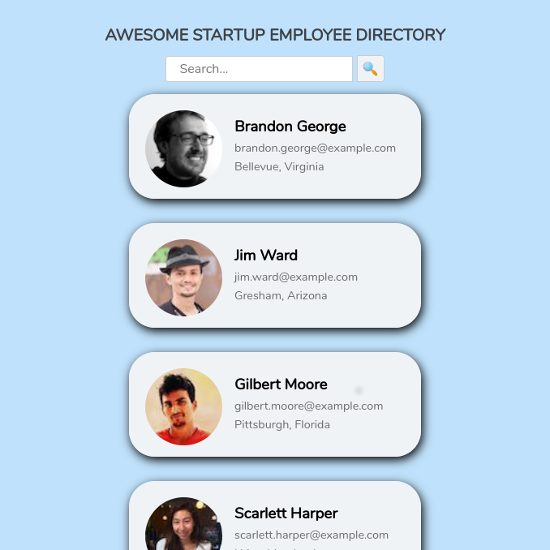 AWESOME STARTUP EMPLOYEE DIRECTORY
Search...
Brandon George
brandon.george@example.com
Bellevue, Virginia
Jim Ward
jim.ward@example.com
Gresham, Arizona
Gilbert Moore
gilbert.moore@example.com
Pittsburgh, Florida
Scarlett Harper
scarlett.harper@example.com